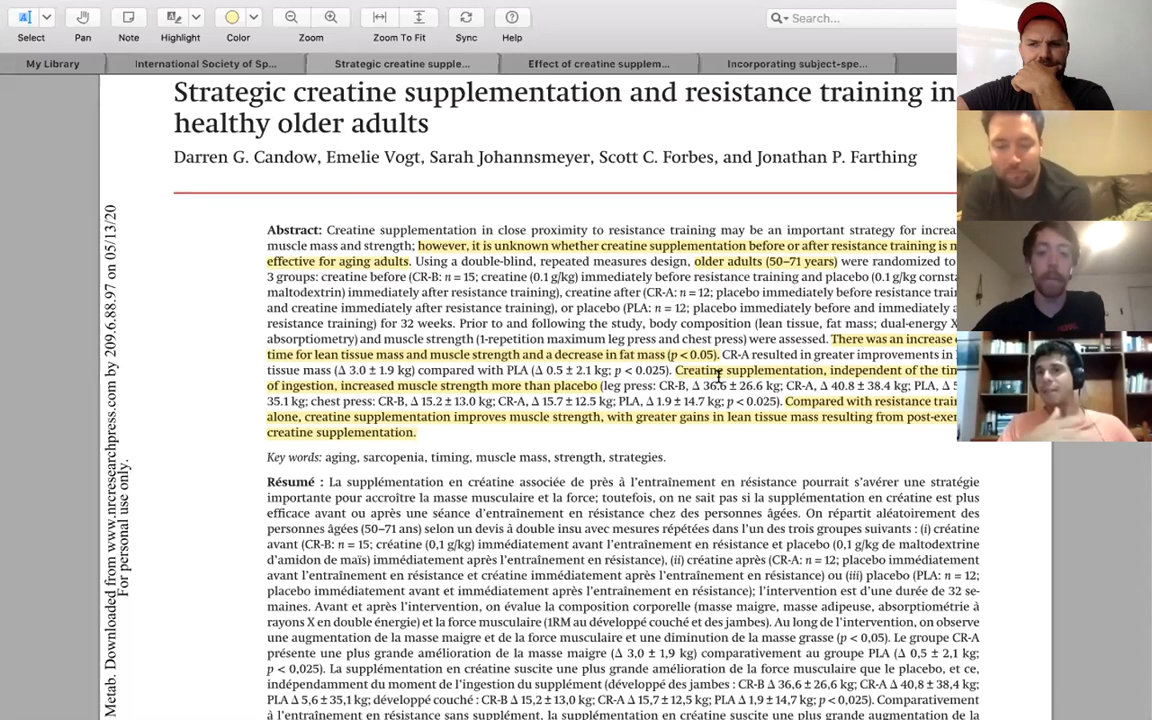 Select
Pan
Note
Highlight
Color
Zoom
Zoom To Fit
Sync
Help
Search...
My Library
International Society of Sp...
Strategic creatine supple...
Effect of creatine supplem...
Incorporating subject-spe...
Strategic creatine supplementation and resistance training in
healthy older adults
Darren G. Candow, Emelie Vogt, Sarah Johannsmeyer, Scott C. Forbes, and Jonathan P. Farthing
Abstract: Creatine supplementation in close proximity to resistance training may be an important strategy for increa
muscle mass and strength; however, it is unknown whether creatine supplementation before or after resistance training is m
effective for aging adults. Using a double-blind, repeated measures design, older adults (50–71 years) were randomized to
3 groups: creatine before (CR-B: n = 15; creatine (0.1 g/kg) immediately before resistance training and placebo (0.1 g/kg cornsta
maltodextrin) immediately after resistance training), creatine after (CR-A: n = 12; placebo immediately before resistance train
and creatine immediately after resistance training), or placebo (PLA: n = 12; placebo immediately before and immediately a
resistance training) for 32 weeks. Prior to and following the study, body composition (lean tissue, fat mass; dual-energy X
absorptiometry) and muscle strength (1-repetition maximum leg press and chest press) were assessed. There was an increase
time for lean tissue mass and muscle strength and a decrease in fat mass (p < 0.05). CR-A resulted in greater improvements in
tissue mass (Δ 3.0 ± 1.9 kg) compared with PLA (Δ 0.5 ± 2.1 kg; p < 0.025). Creatine supplementation, independent of the tim
of ingestion, increased muscle strength more than placebo (leg press: CR-B, Δ 36.6 ± 26.6 kg; CR-A, Δ 40.8 ± 38.4 kg; PLA, Δ 5
35.1 kg; chest press: CR-B, Δ 15.2 ± 13.0 kg; CR-A, Δ 15.7 ± 12.5 kg; PLA, Δ 1.9 ± 14.7 kg; p < 0.025). Compared with resistance train
alone, creatine supplementation improves muscle strength, with greater gains in lean tissue mass resulting from post-exer
creatine supplementation.
Key words: aging, sarcopenia, timing, muscle mass, strength, strategies.
Résumé : La supplémentation en créatine associée de près à l'entraînement en résistance pourrait s'avérer une stratégie
importante pour accroître la masse musculaire et la force; toutefois, on ne sait pas si la supplémentation en créatine est plus
efficace avant ou après une séance d'entraînement en résistance chez des personnes âgées. On répartit aléatoirement des
personnes âgées (50–71 ans) selon un devis à double insu avec mesures répétées dans l'un des trois groupes suivants : (i) créatine
avant (CR-B: n = 15; créatine (0,1 g/kg) immédiatement avant l'entraînement en résistance et placebo (0,1 g/kg de maltodextrine
d'amidon de maïs) immédiatement après l'entraînement en résistance), (ii) créatine après (CR-A: n = 12; placebo immédiatement
avant l'entraînement en résistance et créatine immédiatement après l'entraînement en résistance) ou (iii) placebo (PLA: n = 12;
placebo immédiatement avant et immédiatement après l'entraînement en résistance); l'intervention est d'une durée de 32 se-
maines. Avant et après l'intervention, on évalue la composition corporelle (masse maigre, masse adipeuse, absorptiométrie à
rayons X en double énergie) et la force musculaire (1RM au développé couché et des jambes). Au long de l'intervention, on observe
une augmentation de la masse maigre et de la force musculaire et une diminution de la masse grasse (p < 0,05). Le groupe CR-A
présente une plus grande amélioration de la masse maigre (Δ 3,0 ± 1,9 kg) comparativement au groupe PLA (Δ 0,5 ± 2,1 kg;
p < 0,025). La supplémentation en créatine suscite une plus grande amélioration de la force musculaire que le placebo, et ce,
indépendamment du moment de l'ingestion du supplément (développé des jambes : CR-B Δ 36,6 ± 26,6 kg; CR-A Δ 40,8 ± 38,4 kg;
PLA Δ 5,6 ± 35,1 kg; développé couché : CR-B Δ 15,2 ± 13,0 kg; CR-A Δ 15,7 ± 12,5 kg; PLA Δ 1,9 ± 14,7 kg; p < 0,025). Comparativement
à l'entraînement en résistance sans supplément, la supplémentation en créatine suscite une plus grande augmentation de la
Metab. Downloaded from www.nrcresearchpress.com by 209.6.88.97 on 05/13/20
For personal use only.